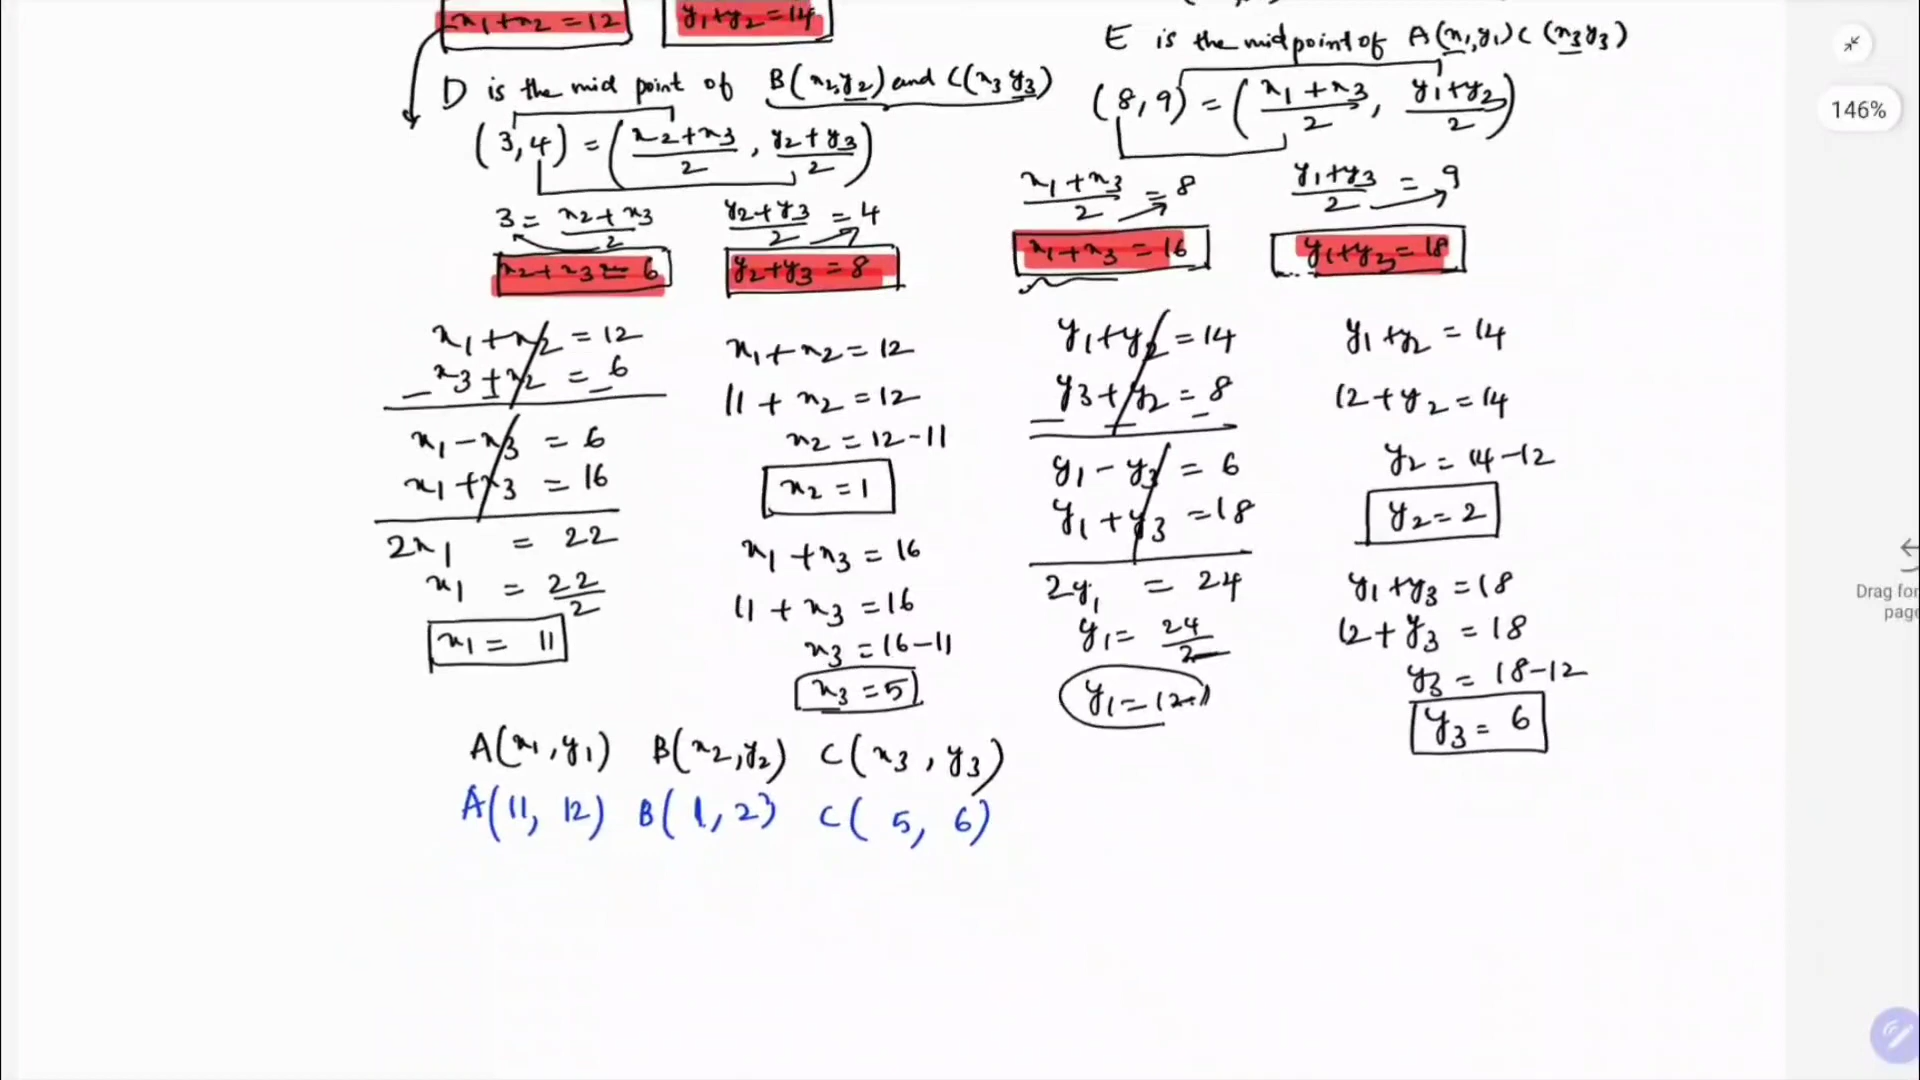 x1+x2 = 12
y1+y2 = 14
D is the mid point of B(x2,y2) and C(x3 y3)
(3,4) = (x2+x3/2, y2+y3/2)
3 = x2+x3/2
y2+y3/2 = 4
x2+x3 = 6
y2+y3 = 8
E is the midpoint of A(x1,y1) C(x3 y3)
(8,9) = (x1+x3/2, y1+y3/2)
x1+x3/2 = 8
y1+y3/2 = 9
x1+x3 = 16
y1+y3 = 18
x1+x2 = 12
x3+x2 = 6
x1-x3 = 6
x1+x3 = 16
2x1 = 22
x1 = 22/2
x1 = 11
x1+x2 = 12
11+x2 = 12
x2 = 12-11
x2 = 1
x1+x3 = 16
11+x3 = 16
x3 = 16-11
x3 = 5
y1+y2 = 14
y3+y2 = 8
y1-y3 = 6
y1+y3 = 18
2y1 = 24
y1 = 24/2
y1 = 12
y1+y2 = 14
12+y2 = 14
y2 = 14-12
y2 = 2
y1+y3 = 18
12+y3 = 18
y3 = 18-12
y3 = 6
A(x1,y1) B(x2,y2) C(x3,y3)
A(11, 12) B(1,2) C(5, 6)
146%
Drag for
page